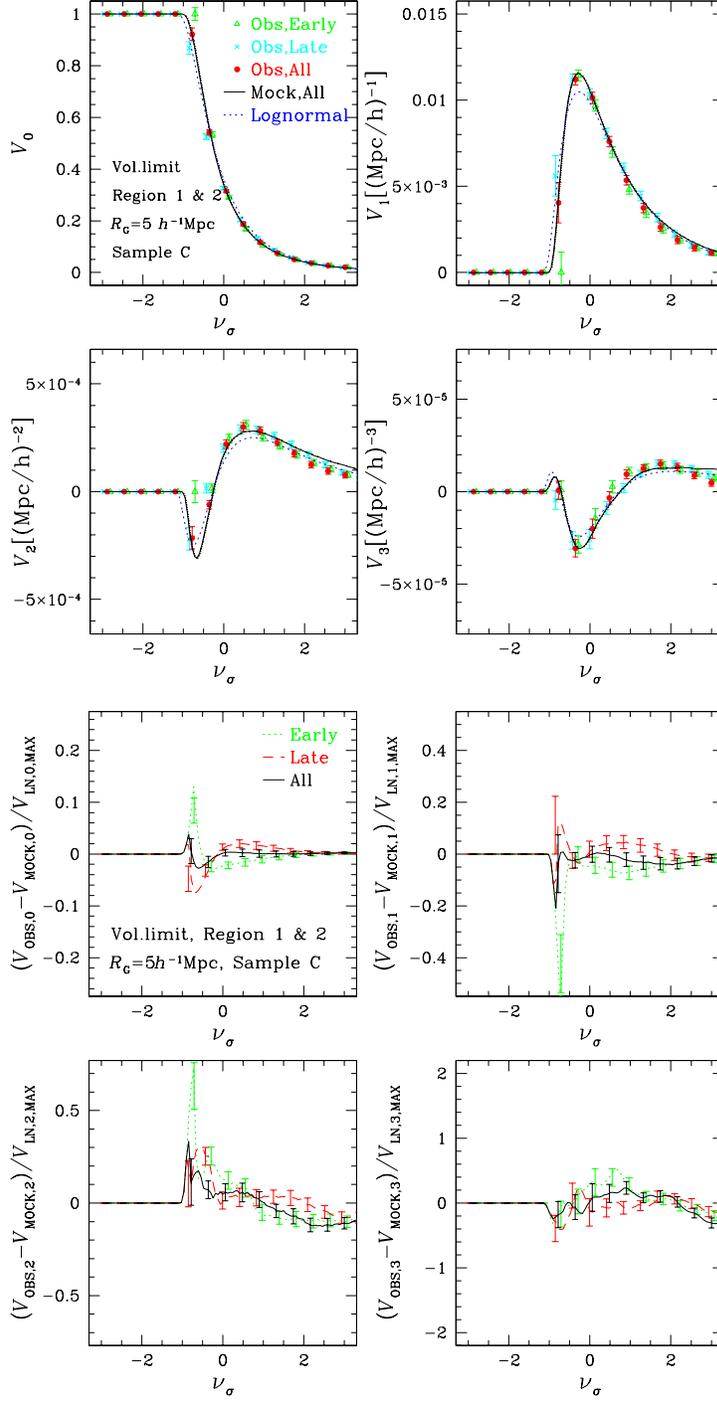 1
0.8
0.6
0.4
0.2
0
V₀
Obs,Early
Obs,Late
Obs,All
Mock,All
Lognormal
Vol.limit
Region 1 & 2
R_G=5 h⁻¹Mpc
Sample C
−2 0 2
ν_σ
0.015
0.01
5×10⁻³
0
V₁[(Mpc/h)⁻¹]
−2 0 2
ν_σ
5×10⁻⁴
0
−5×10⁻⁴
V₂[(Mpc/h)⁻²]
−2 0 2
ν_σ
5×10⁻⁵
0
−5×10⁻⁵
V₃[(Mpc/h)⁻³]
−2 0 2
ν_σ
0.2
0.1
0
−0.1
−0.2
(V_OBS,0−V_MOCK,0)/V_LN,0,MAX
Early
Late
All
Vol.limit, Region 1 & 2
R_G=5h⁻¹Mpc, Sample C
−2 0 2
ν_σ
0.4
0.2
0
−0.2
−0.4
(V_OBS,1−V_MOCK,1)/V_LN,1,MAX
−2 0 2
ν_σ
0.5
0
−0.5
(V_OBS,2−V_MOCK,2)/V_LN,2,MAX
−2 0 2
ν_σ
2
1
0
−1
−2
(V_OBS,3−V_MOCK,3)/V_LN,3,MAX
−2 0 2
ν_σ